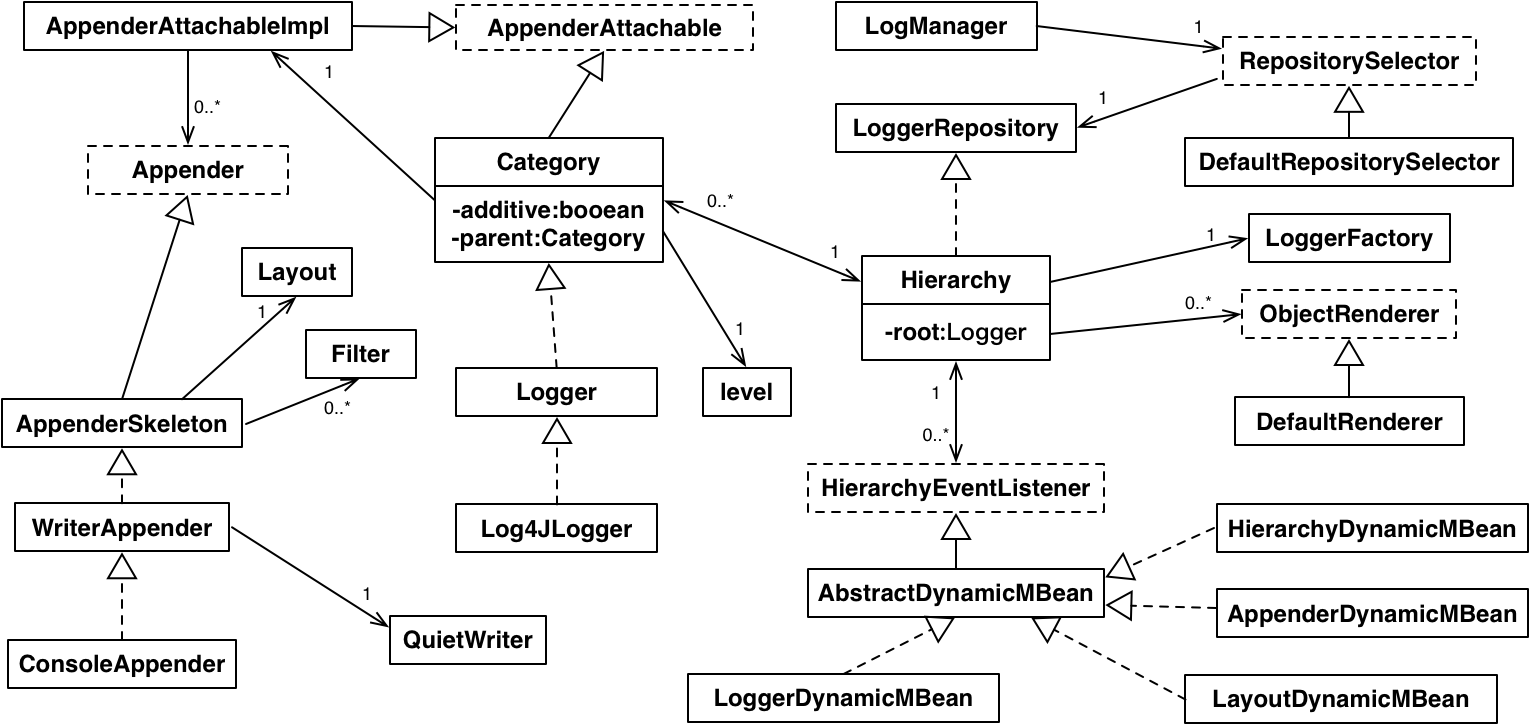 AppenderAttachableImpl
AppenderAttachable
LogManager
1
RepositorySelector
1
0..*
1
LoggerRepository
Category
-additive:booean
-parent:Category
Appender
DefaultRepositorySelector
0..*
1
1
LoggerFactory
Layout
1
Hierarchy
-root:Logger
0..*
ObjectRenderer
Filter
0..*
1
level
Logger
1
0..*
DefaultRenderer
AppenderSkeleton
HierarchyEventListener
WriterAppender
Log4JLogger
HierarchyDynamicMBean
1
AbstractDynamicMBean
AppenderDynamicMBean
QuietWriter
ConsoleAppender
LoggerDynamicMBean
LayoutDynamicMBean